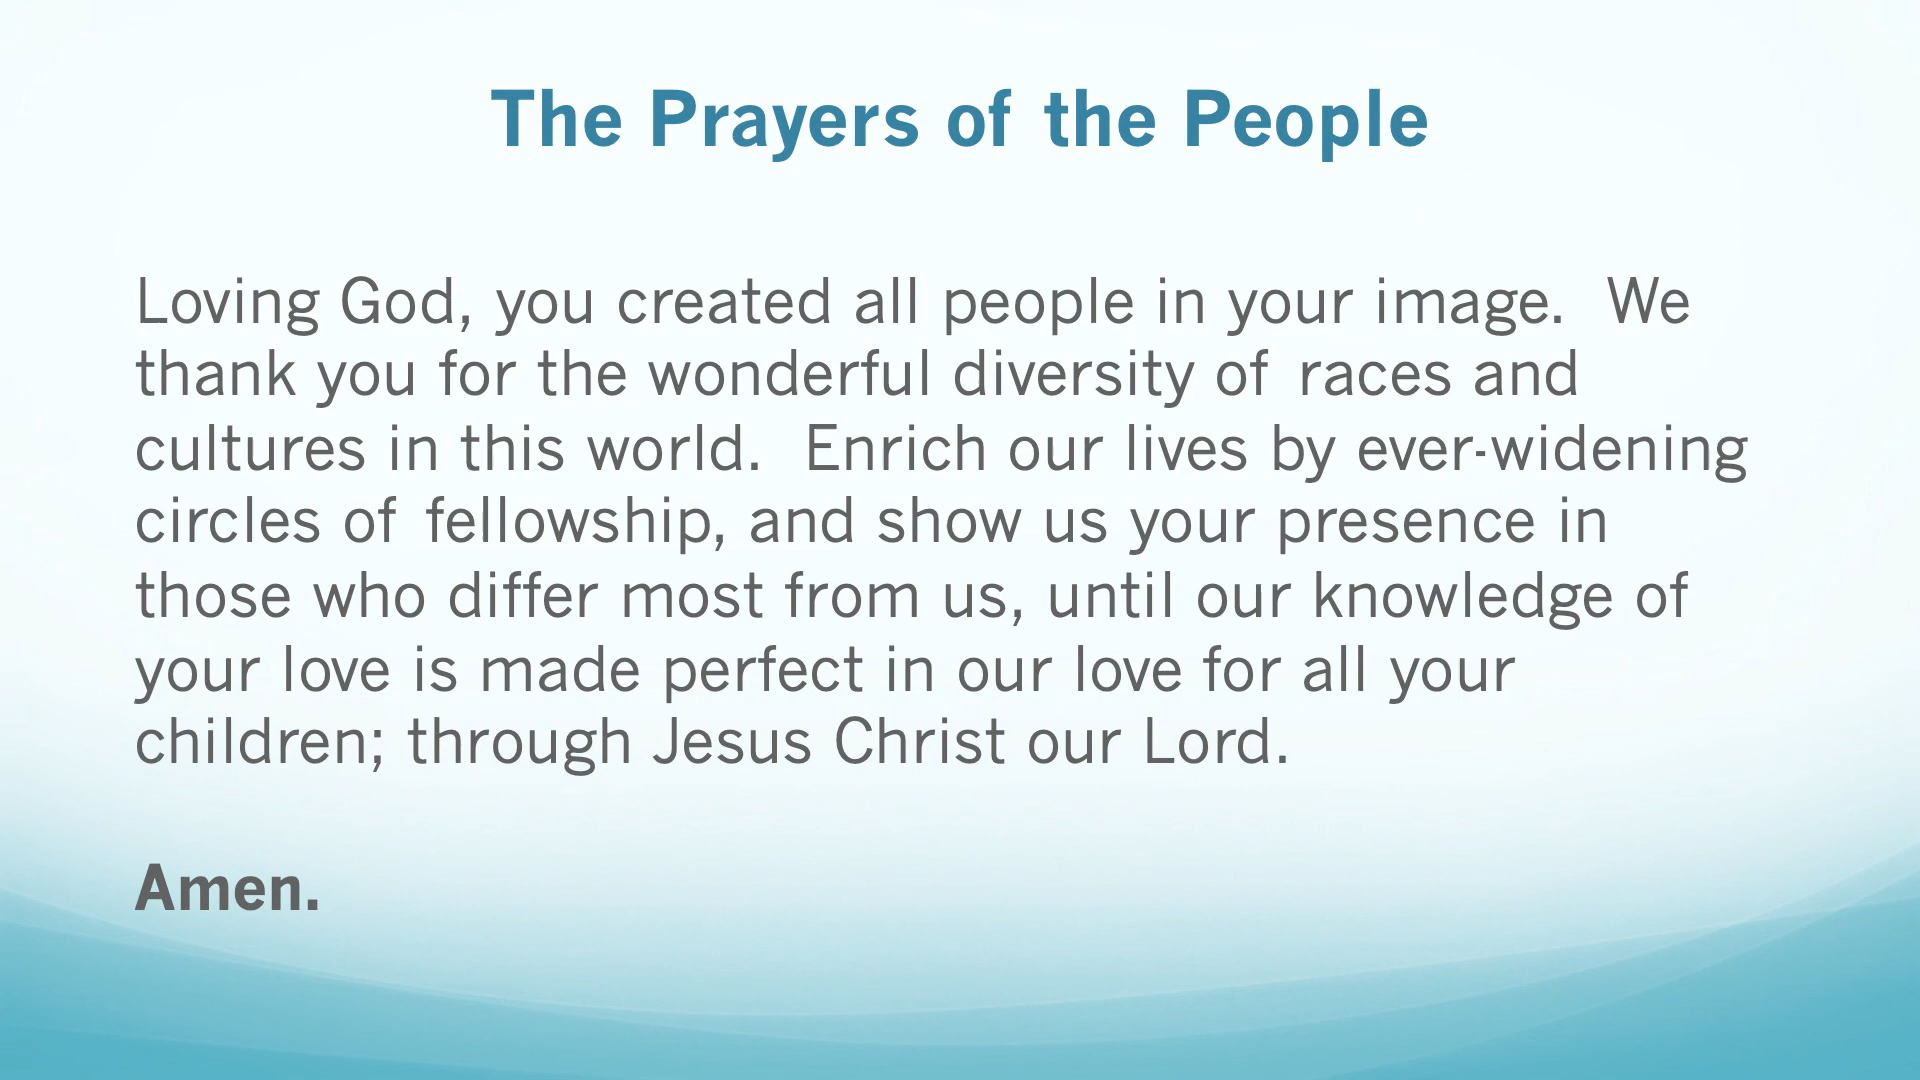 The Prayers of the People
Loving God, you created all people in your image.  We
thank you for the wonderful diversity of races and
cultures in this world.  Enrich our lives by ever-widening
circles of fellowship, and show us your presence in
those who differ most from us, until our knowledge of
your love is made perfect in our love for all your
children; through Jesus Christ our Lord.
Amen.